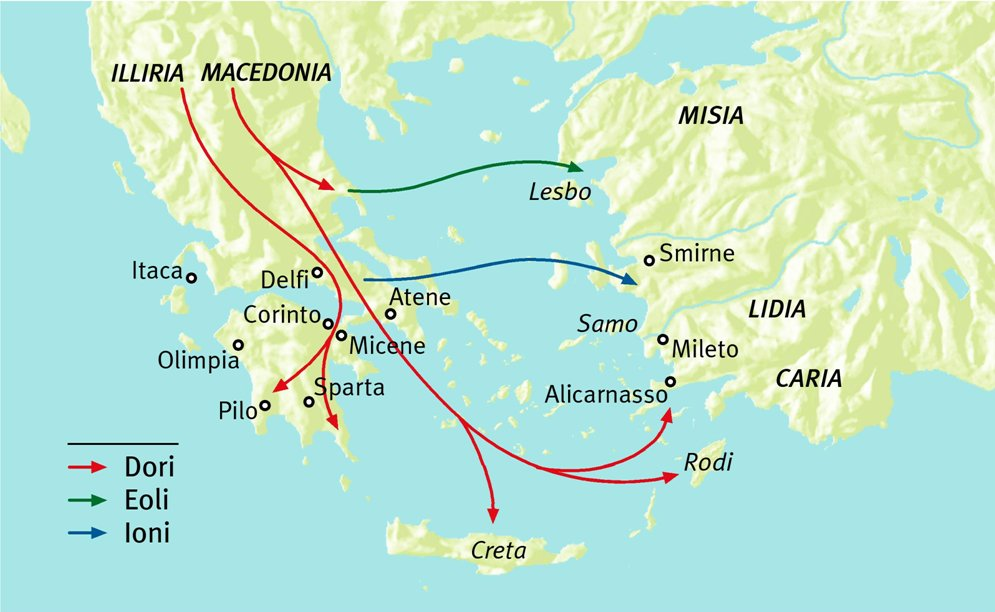 ILLIRIA
MACEDONIA
MISIA
Lesbo
Smirne
Itaca
Delfi
Atene
Corinto
LIDIA
Samo
Micene
Mileto
Olimpia
CARIA
Sparta
Alicarnasso
Pilo
Rodi
Dori
Eoli
Ioni
Creta